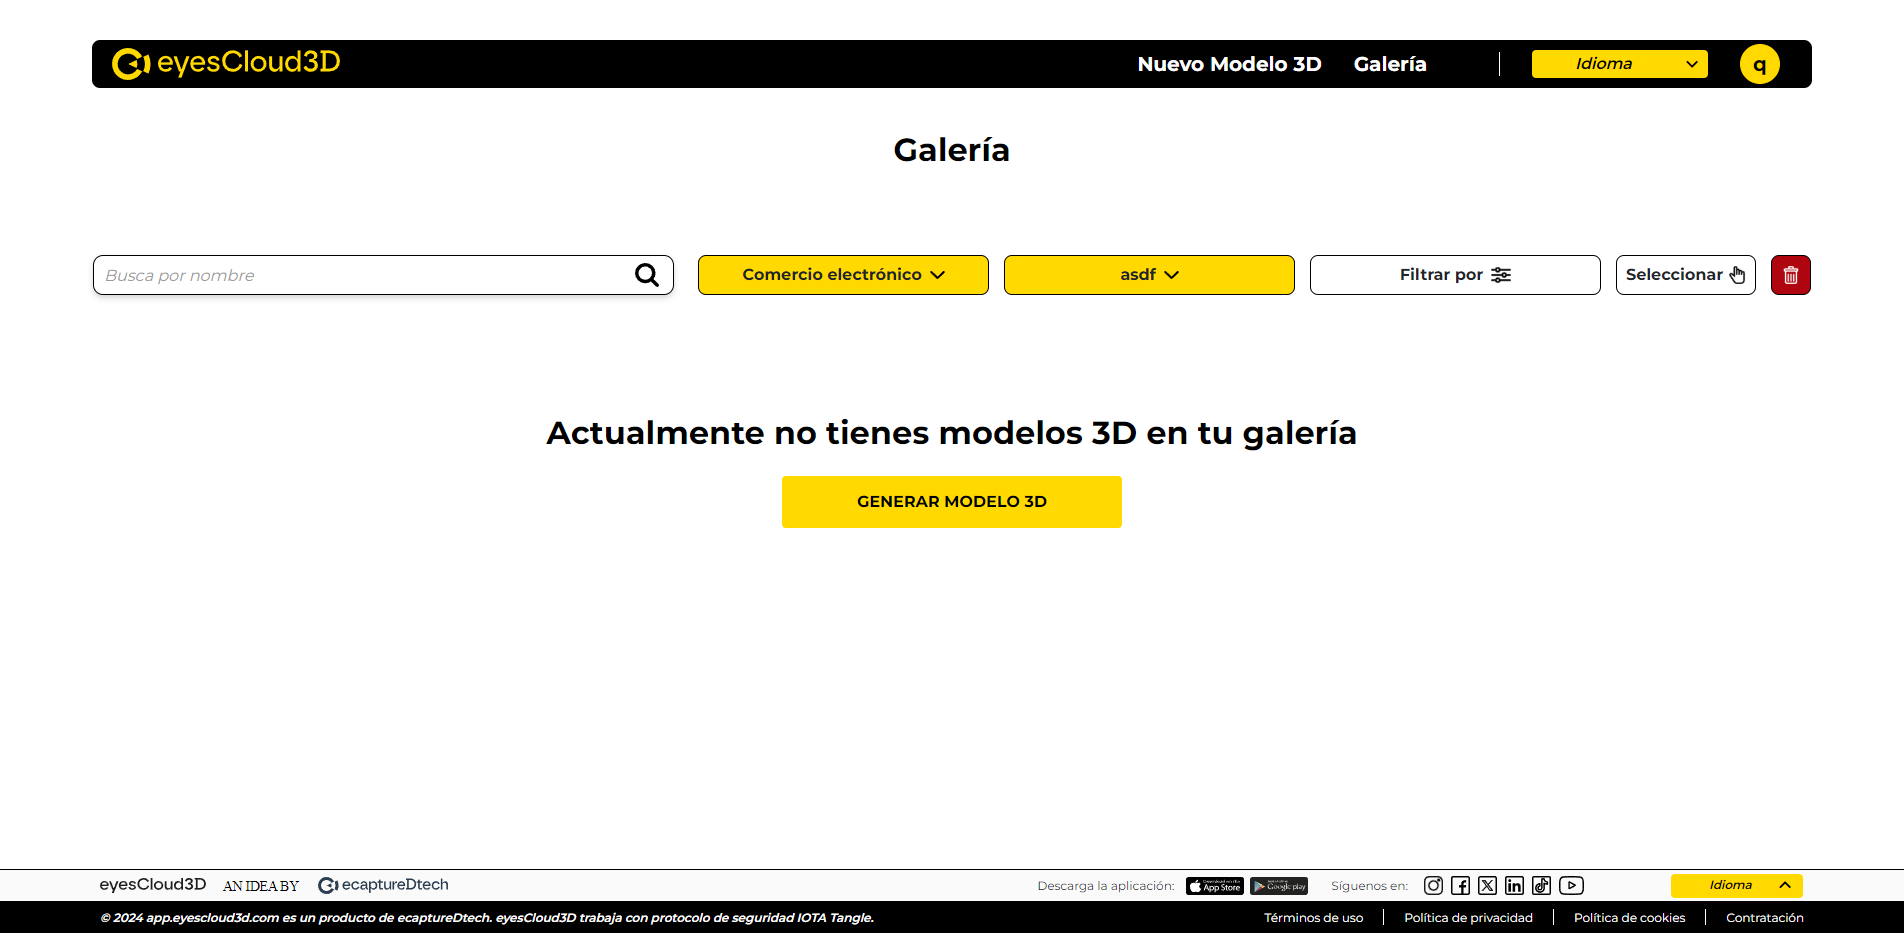 eyesCloud3D
Nuevo Modelo 3D
Galería
Idioma
q
Galería
Busca por nombre
Comercio electrónico
asdf
Filtrar por
Seleccionar
Actualmente no tienes modelos 3D en tu galería
GENERAR MODELO 3D
eyesCloud3D
AN IDEA BY
ecaptureDtech
Descarga la aplicación:
App Store
Google play
Síguenos en:
Idioma
© 2024 app.eyescloud3d.com es un producto de ecaptureDtech. eyesCloud3D trabaja con protocolo de seguridad IOTA Tangle.
Términos de uso
Política de privacidad
Política de cookies
Contratación